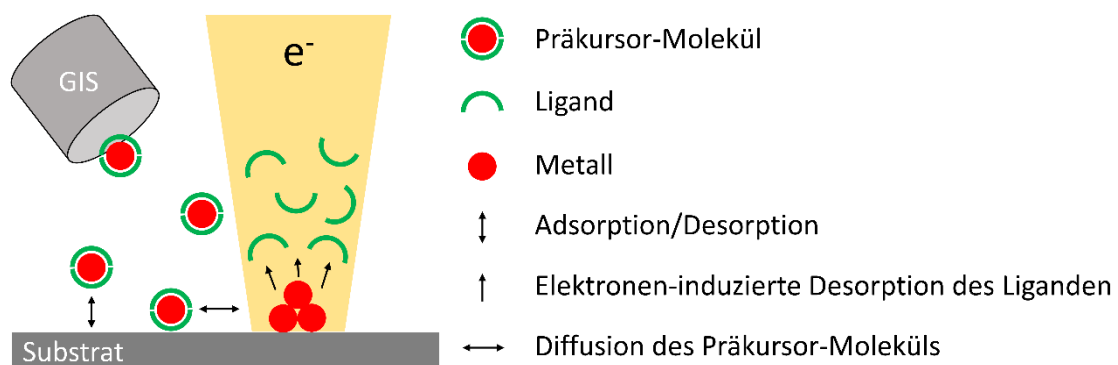 GIS
e-
Substrat
Präkursor-Molekül
Ligand
Metall
Adsorption/Desorption
Elektronen-induzierte Desorption des Liganden
Diffusion des Präkursor-Moleküls